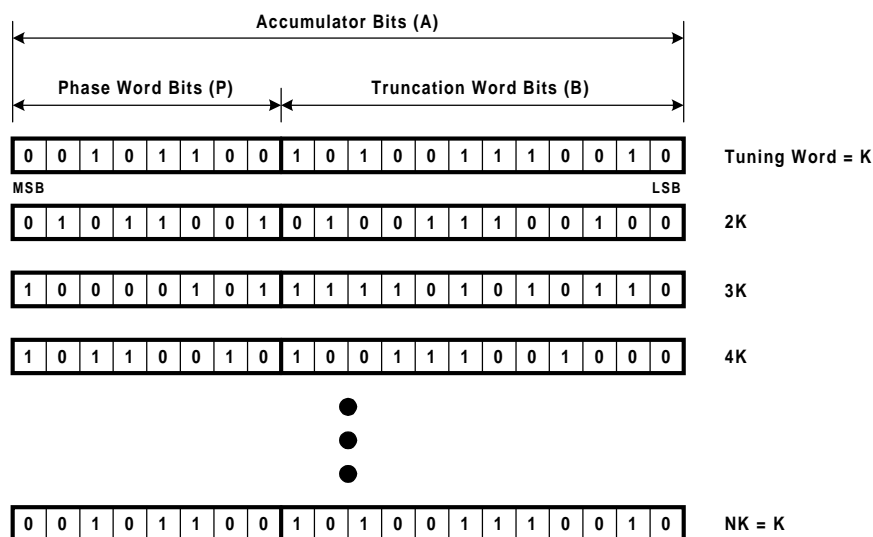 Accumulator Bits (A)
Phase Word Bits (P) Truncation Word Bits (B)
0 0 1 0 1 1 0 0 1 0 1 0 0 1 1 1 0 0 1 0 Tuning Word = K
MSB LSB
0 1 0 1 1 0 0 1 0 1 0 0 1 1 1 0 0 1 0 0 2K
1 0 0 0 0 1 0 1 1 1 1 1 0 1 0 1 0 1 1 0 3K
1 0 1 1 0 0 1 0 1 0 0 1 1 1 0 0 1 0 0 0 4K
0 0 1 0 1 1 0 0 1 0 1 0 0 1 1 1 0 0 1 0 NK = K